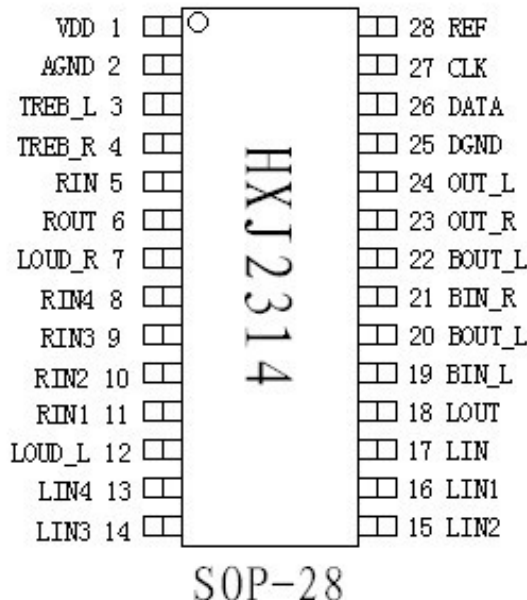 VDD 1
AGND 2
TREB_L 3
TREB_R 4
RIN 5
ROUT 6
LOUD_R 7
RIN4 8
RIN3 9
RIN2 10
RIN1 11
LOUD_L 12
LIN4 13
LIN3 14
HXJ2314
28 REF
27 CLK
26 DATA
25 DGND
24 OUT_L
23 OUT_R
22 BOUT_L
21 BIN_R
20 BOUT_L
19 BIN_L
18 LOUT
17 LIN
16 LIN1
15 LIN2
SOP-28